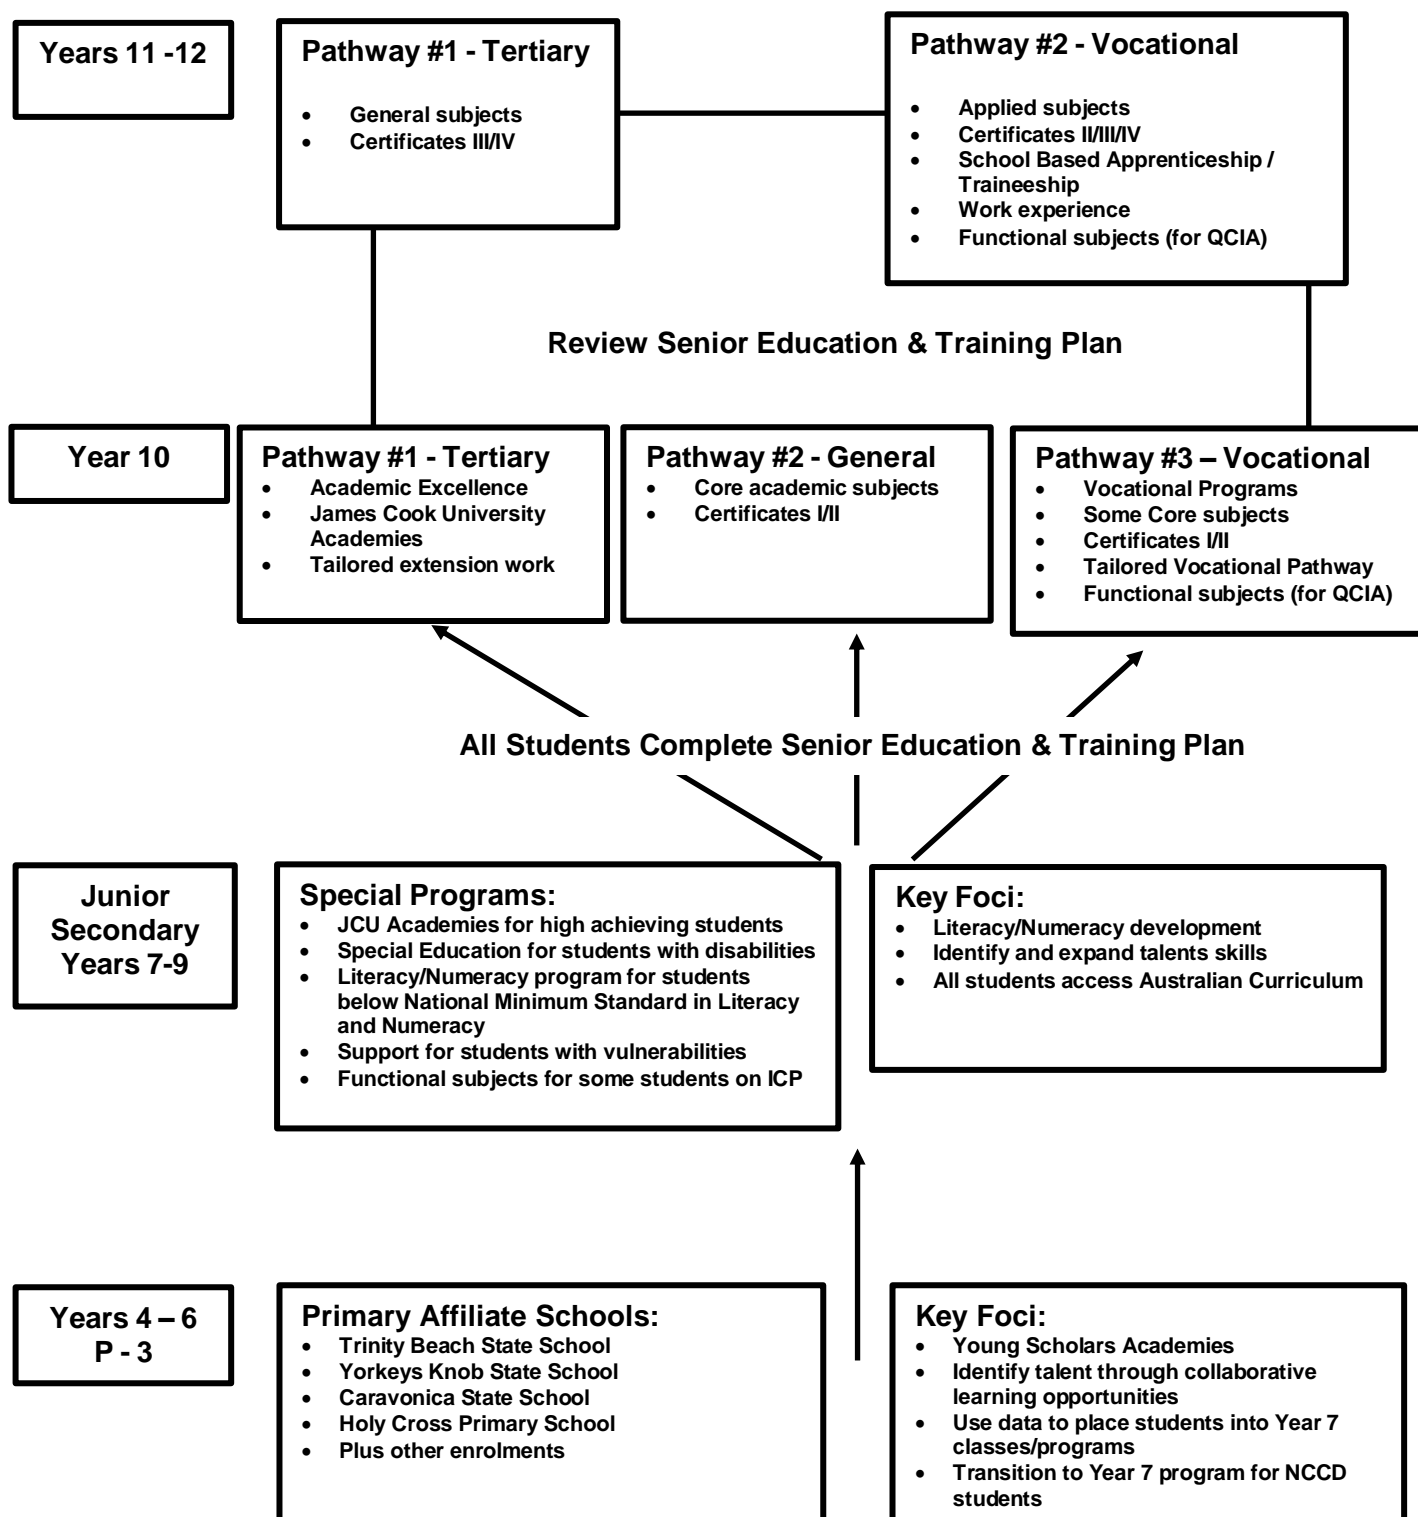 Years 11 -12
Pathway #1 - Tertiary
• General subjects
• Certificates III/IV
Pathway #2 - Vocational
• Applied subjects
• Certificates II/III/IV
• School Based Apprenticeship /
Traineeship
• Work experience
• Functional subjects (for QCIA)
Review Senior Education & Training Plan
Year 10
Pathway #1 - Tertiary
• Academic Excellence
• James Cook University
Academies
• Tailored extension work
Pathway #2 - General
• Core academic subjects
• Certificates I/II
Pathway #3 – Vocational
• Vocational Programs
• Some Core subjects
• Certificates I/II
• Tailored Vocational Pathway
• Functional subjects (for QCIA)
All Students Complete Senior Education & Training Plan
Junior
Secondary
Years 7-9
Special Programs:
• JCU Academies for high achieving students
• Special Education for students with disabilities
• Literacy/Numeracy program for students
below National Minimum Standard in Literacy
and Numeracy
• Support for students with vulnerabilities
• Functional subjects for some students on ICP
Key Foci:
• Literacy/Numeracy development
• Identify and expand talents skills
• All students access Australian Curriculum
Years 4 – 6
P - 3
Primary Affiliate Schools:
• Trinity Beach State School
• Yorkeys Knob State School
• Caravonica State School
• Holy Cross Primary School
• Plus other enrolments
Key Foci:
• Young Scholars Academies
• Identify talent through collaborative
learning opportunities
• Use data to place students into Year 7
classes/programs
• Transition to Year 7 program for NCCD
students